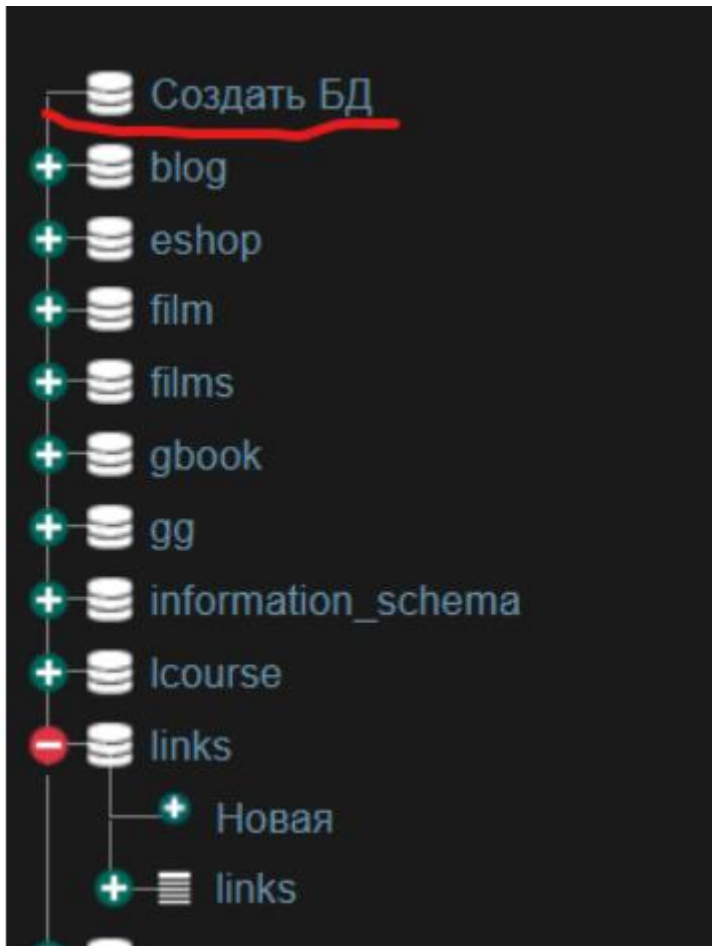 Создать БД
blog
eshop
film
films
gbook
gg
information_schema
lcourse
links
Новая
links